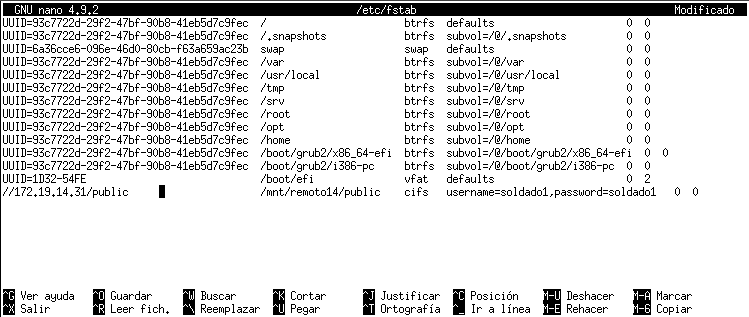 GNU nano 4.9.2 /etc/fstab Modificado
UUID=93c7722d-29f2-47bf-90b8-41eb5d7c9fec / btrfs defaults 0 0
UUID=93c7722d-29f2-47bf-90b8-41eb5d7c9fec /.snapshots btrfs subvol=/@/.snapshots 0 0
UUID=6a36cce6-096e-46d0-80cb-f63a659ac23b swap swap defaults 0 0
UUID=93c7722d-29f2-47bf-90b8-41eb5d7c9fec /var btrfs subvol=/@/var 0 0
UUID=93c7722d-29f2-47bf-90b8-41eb5d7c9fec /usr/local btrfs subvol=/@/usr/local 0 0
UUID=93c7722d-29f2-47bf-90b8-41eb5d7c9fec /tmp btrfs subvol=/@/tmp 0 0
UUID=93c7722d-29f2-47bf-90b8-41eb5d7c9fec /srv btrfs subvol=/@/srv 0 0
UUID=93c7722d-29f2-47bf-90b8-41eb5d7c9fec /root btrfs subvol=/@/root 0 0
UUID=93c7722d-29f2-47bf-90b8-41eb5d7c9fec /opt btrfs subvol=/@/opt 0 0
UUID=93c7722d-29f2-47bf-90b8-41eb5d7c9fec /home btrfs subvol=/@/home 0 0
UUID=93c7722d-29f2-47bf-90b8-41eb5d7c9fec /boot/grub2/x86_64-efi btrfs subvol=/@/boot/grub2/x86_64-efi 0 0
UUID=93c7722d-29f2-47bf-90b8-41eb5d7c9fec /boot/grub2/i386-pc btrfs subvol=/@/boot/grub2/i386-pc 0 0
UUID=1D32-54FE /boot/efi vfat defaults 0 2
//172.19.14.31/public /mnt/remoto14/public cifs username=soldado1,password=soldado1 0 0
^G Ver ayuda ^O Guardar ^W Buscar ^K Cortar ^J Justificar ^C Posición M-U Deshacer M-A Marcar
^X Salir ^R Leer fich. ^\ Reemplazar ^U Pegar ^T Ortografía ^_ Ir a línea M-E Rehacer M-6 Copiar